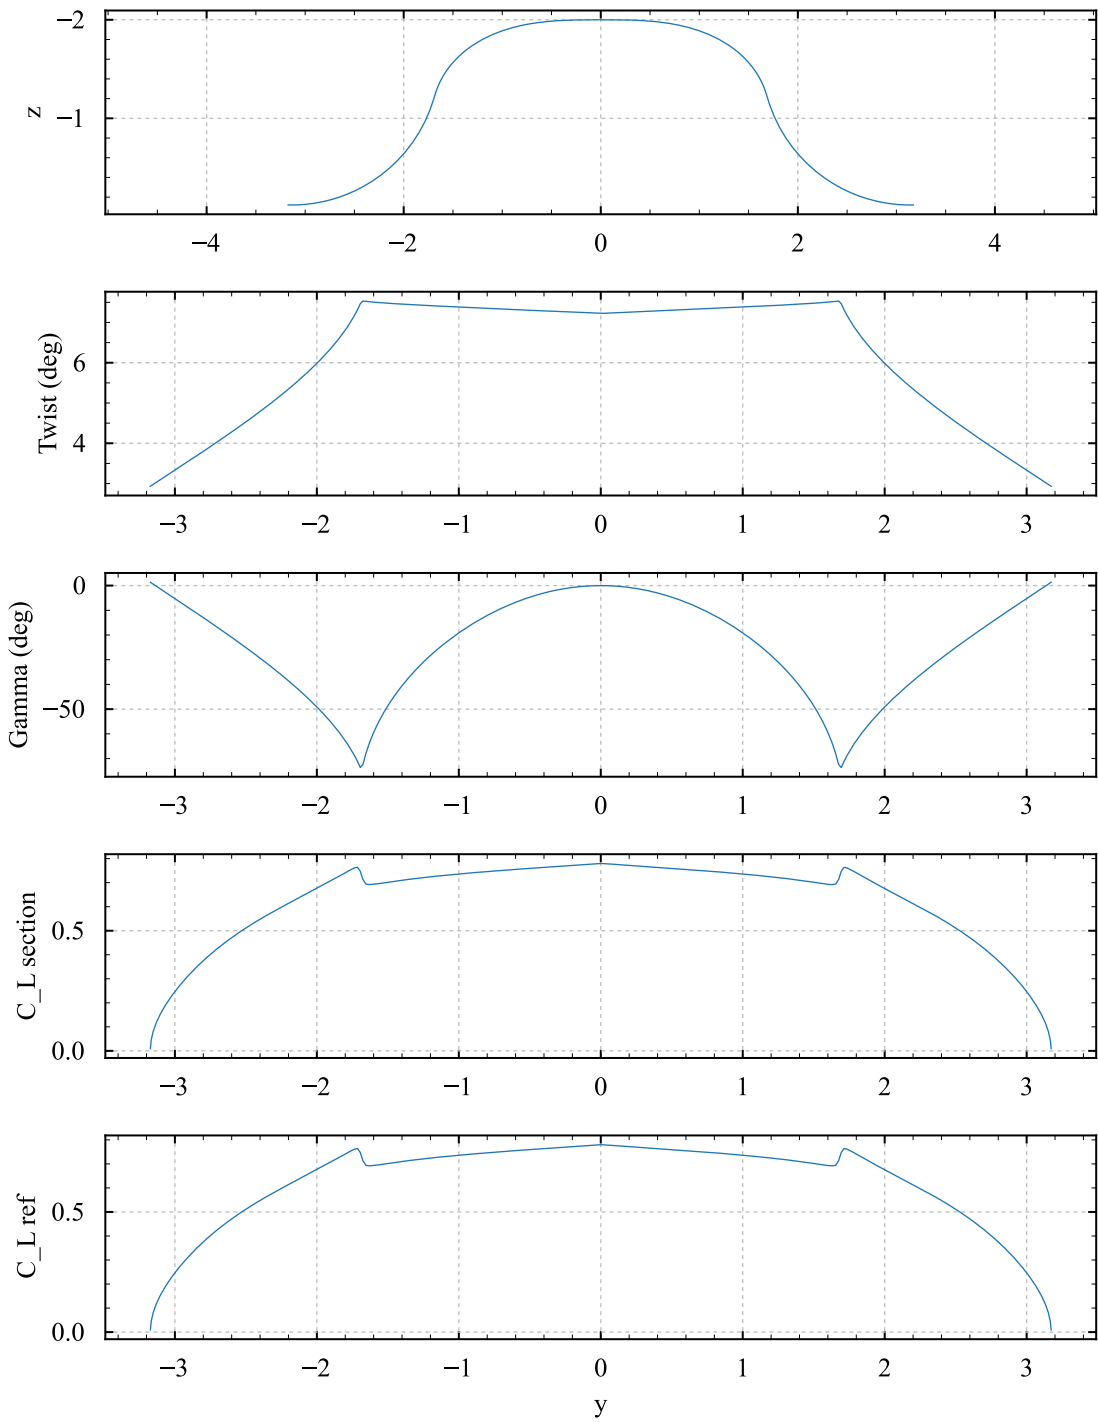 z
−2
−1
−4 −2 0 2 4
Twist (deg)
6
4
−3 −2 −1 0 1 2 3
Gamma (deg)
0
−50
−3 −2 −1 0 1 2 3
C_L section
0.5
0.0
−3 −2 −1 0 1 2 3
C_L ref
0.5
0.0
−3 −2 −1 0 1 2 3
y